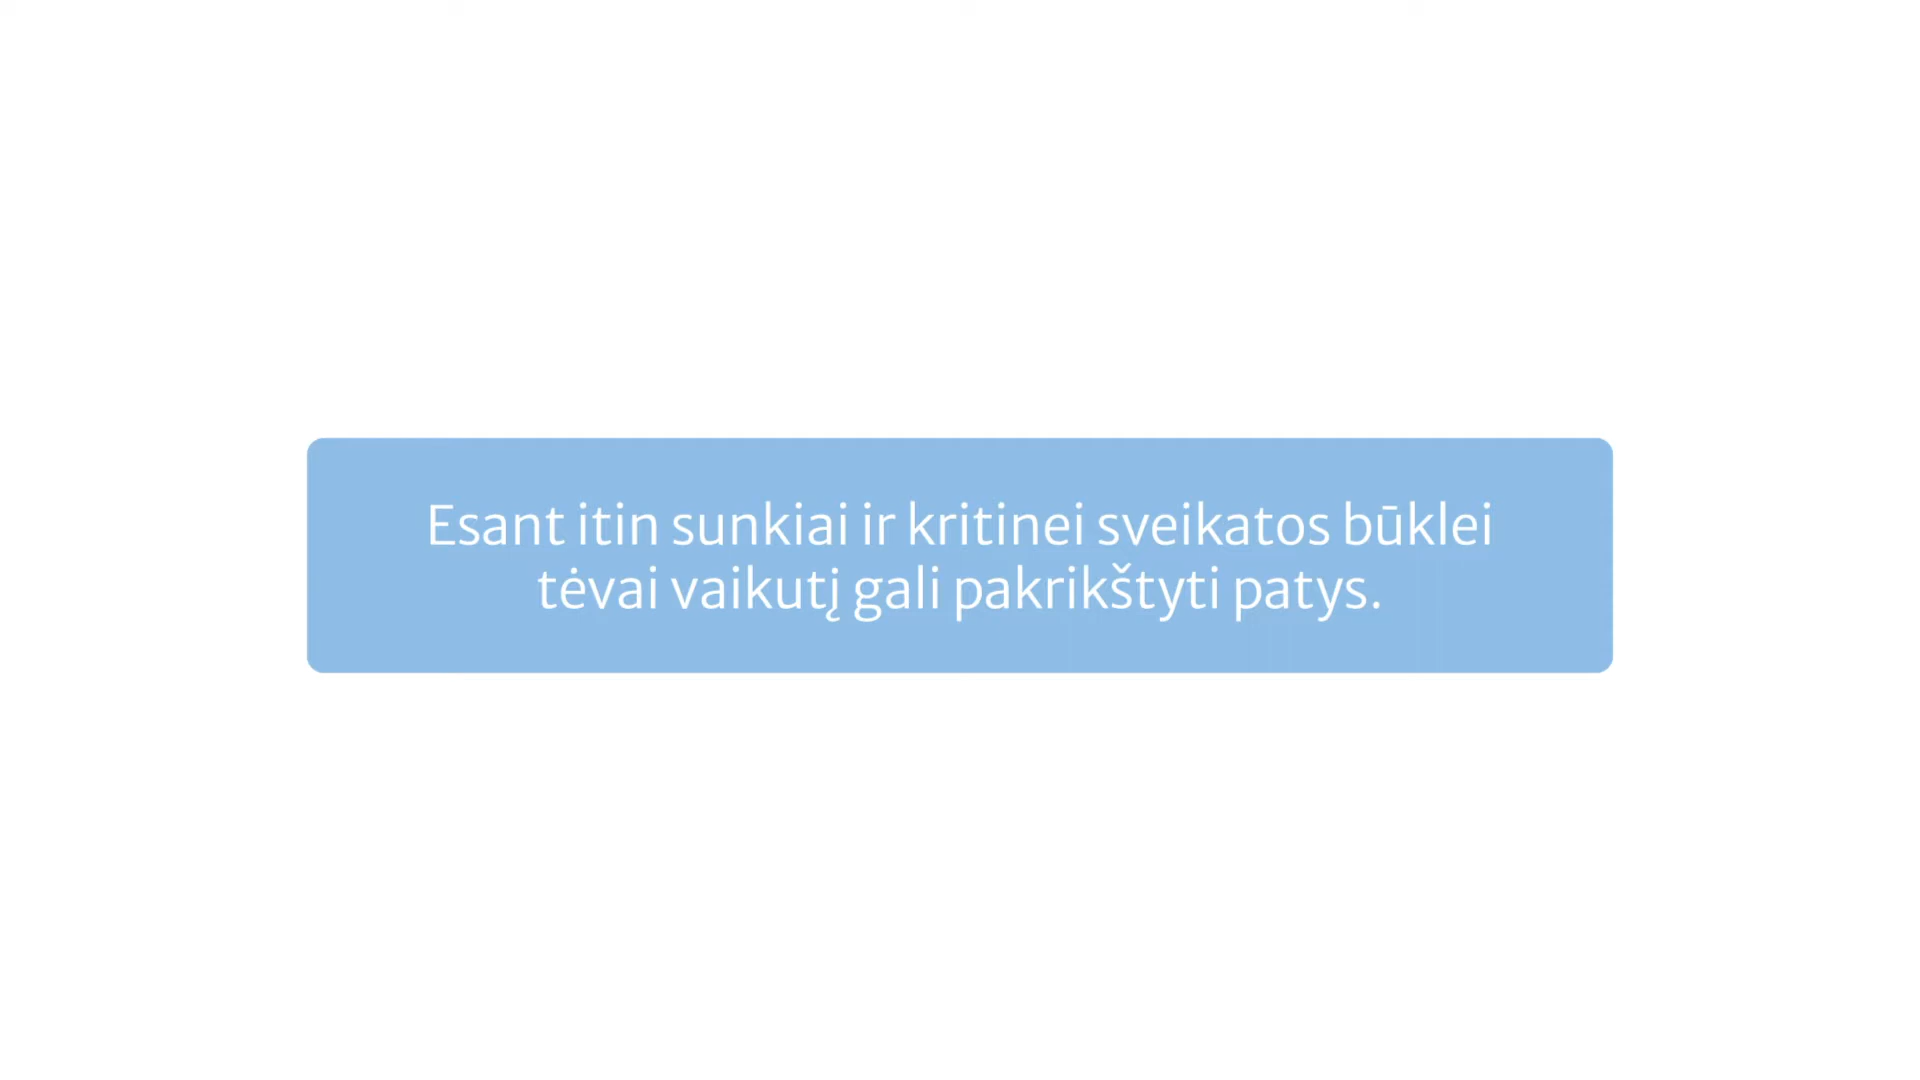 Esant itin sunkiai ir kritinei sveikatos būklei
tėvai vaikutį gali pakrikštyti patys.